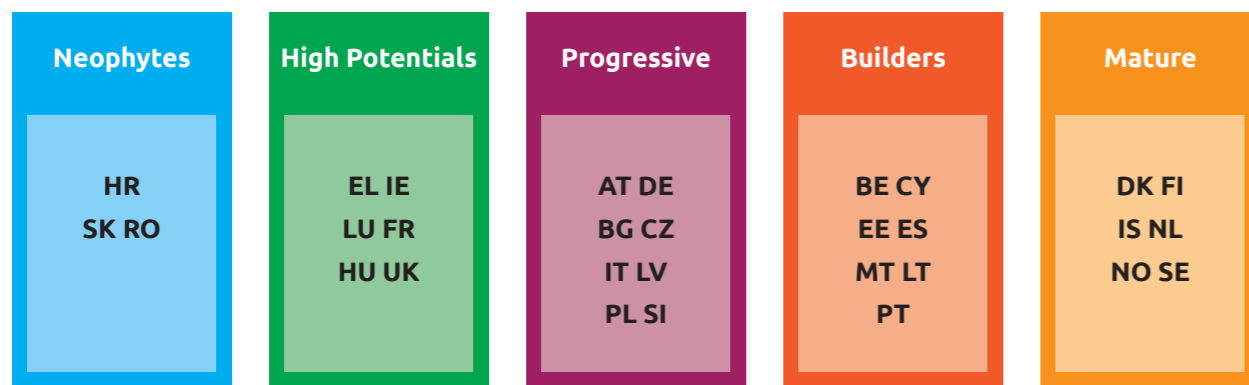 Neophytes
HR
SK RO
High Potentials
EL IE
LU FR
HU UK
Progressive
AT DE
BG CZ
IT LV
PL SI
Builders
BE CY
EE ES
MT LT
PT
Mature
DK FI
IS NL
NO SE